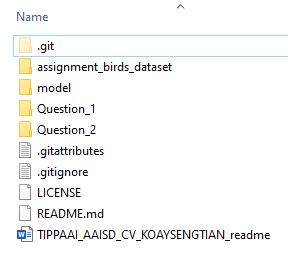 Name
.git
assignment_birds_dataset
model
Question_1
Question_2
.gitattributes
.gitignore
LICENSE
README.md
TIPPAAI_AAISD_CV_KOAYSENGTIAN_readme